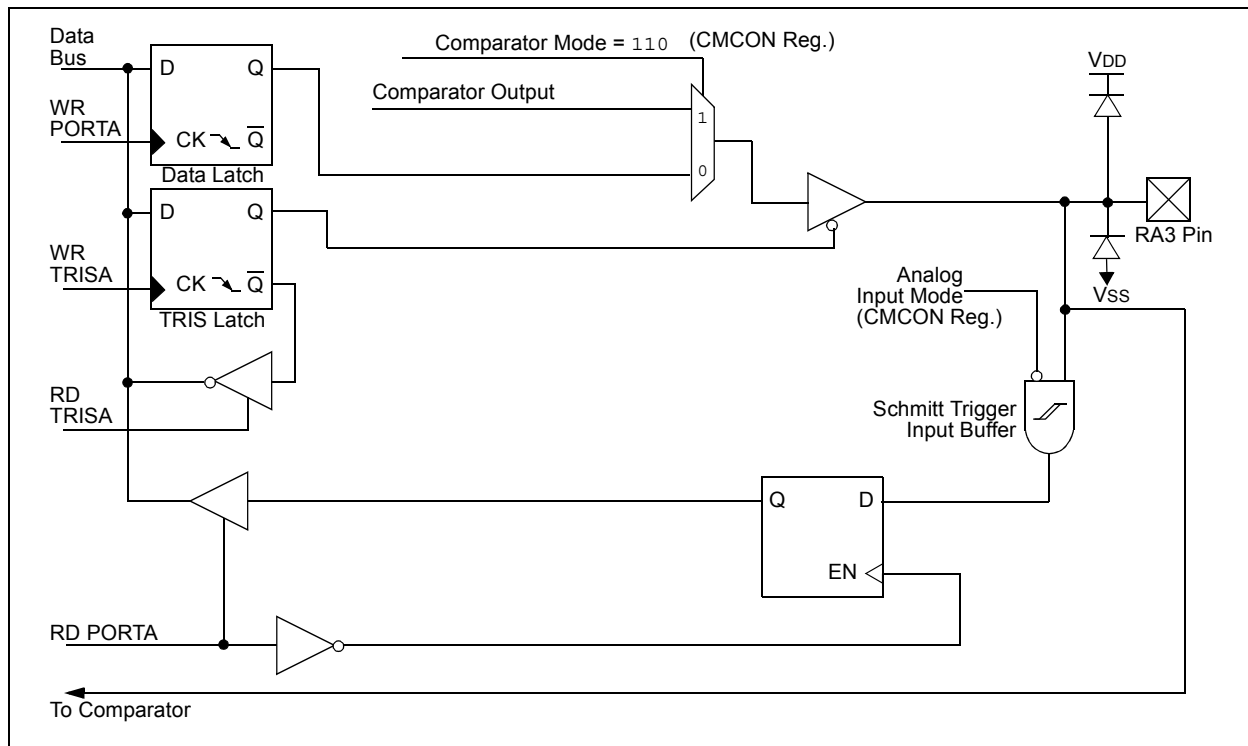 Data
Bus
D Q
WR
PORTA
CK Q
Data Latch
Comparator Mode = 110 (CMCON Reg.)
Comparator Output
1
0
VDD
RA3 Pin
VSS
D Q
WR
TRISA
CK Q
TRIS Latch
Analog
Input Mode
(CMCON Reg.)
RD
TRISA
Schmitt Trigger
Input Buffer
Q D
EN
RD PORTA
To Comparator